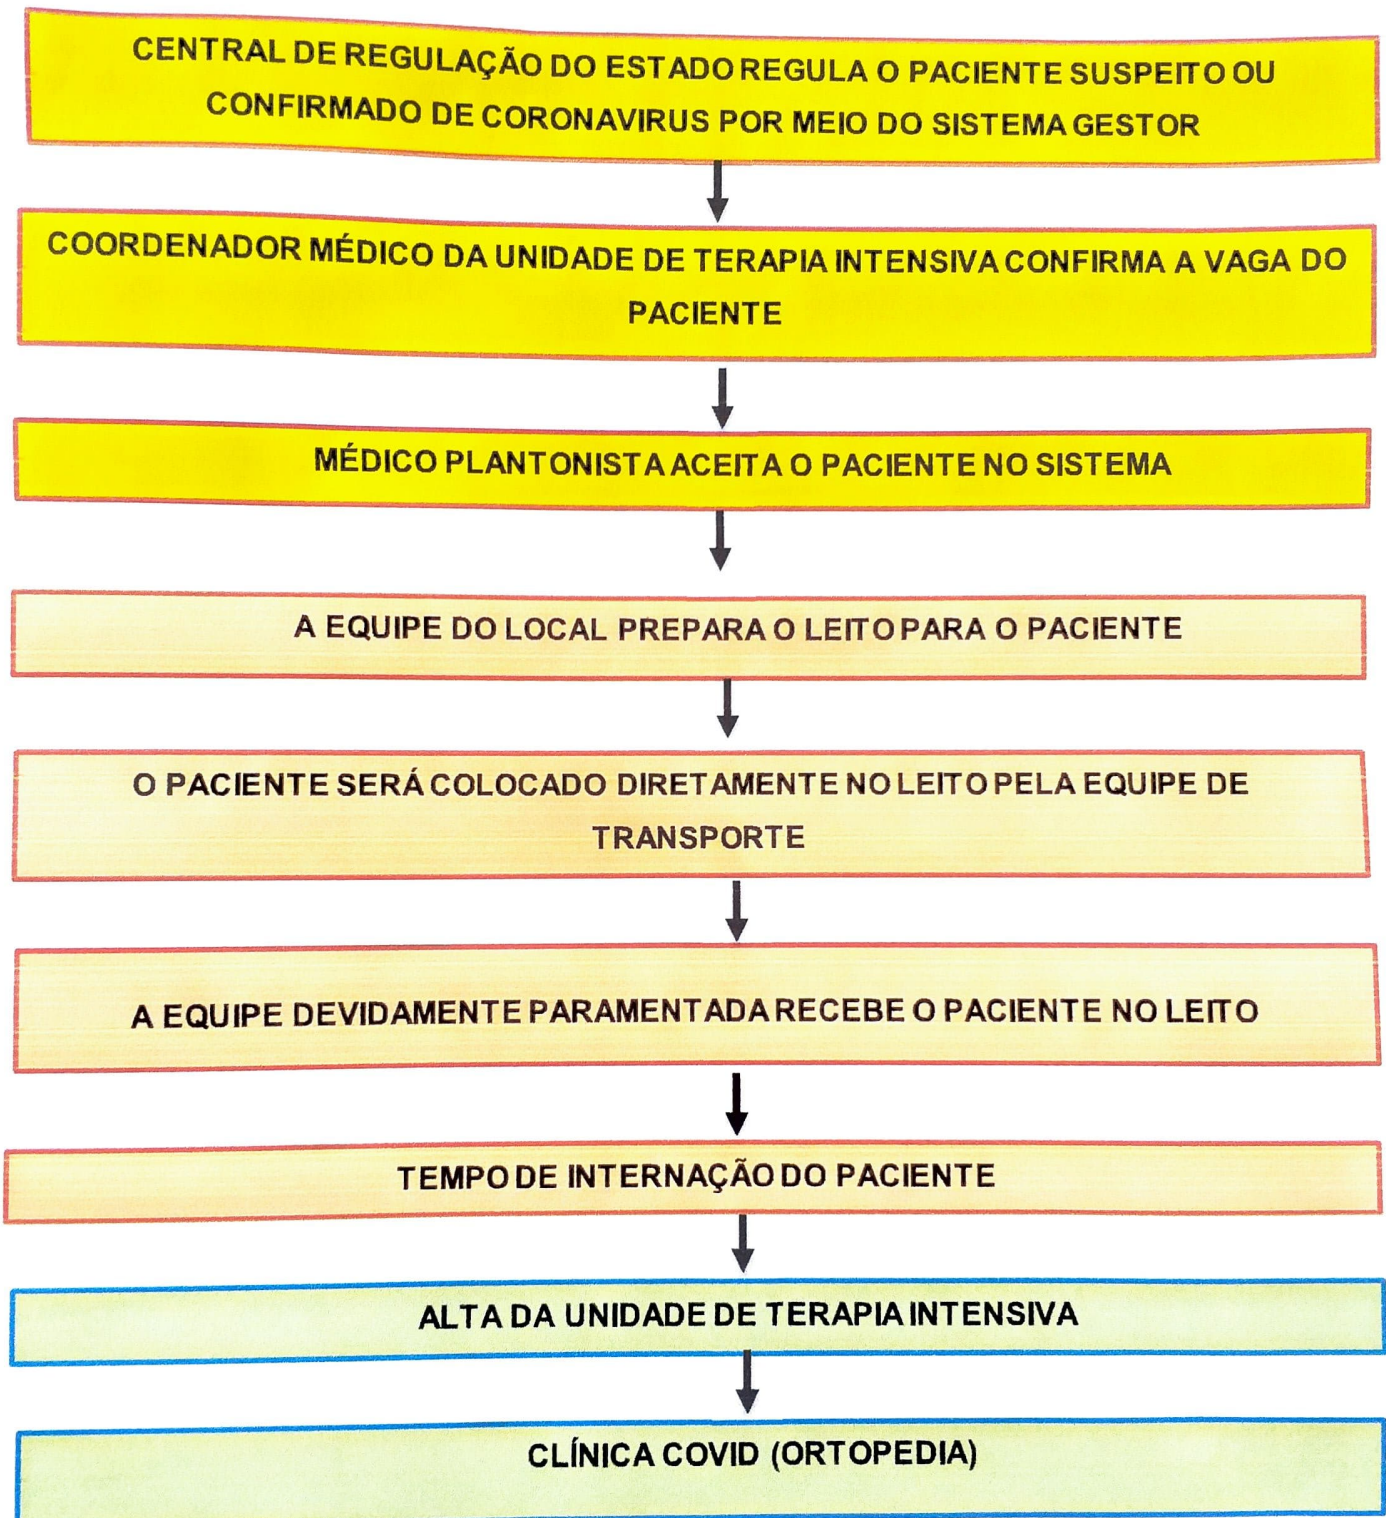 CENTRAL DE REGULAÇÃO DO ESTADO REGULA O PACIENTE SUSPEITO OU
CONFIRMADO DE CORONAVIRUS POR MEIO DO SISTEMA GESTOR
COORDENADOR MÉDICO DA UNIDADE DE TERAPIA INTENSIVA CONFIRMA A VAGA DO
PACIENTE
MÉDICO PLANTONISTA ACEITA O PACIENTE NO SISTEMA
A EQUIPE DO LOCAL PREPARA O LEITO PARA O PACIENTE
O PACIENTE SERÁ COLOCADO DIRETAMENTE NO LEITO PELA EQUIPE DE
TRANSPORTE
A EQUIPE DEVIDAMENTE PARAMENTADA RECEBE O PACIENTE NO LEITO
TEMPO DE INTERNAÇÃO DO PACIENTE
ALTA DA UNIDADE DE TERAPIA INTENSIVA
CLÍNICA COVID (ORTOPEDIA)